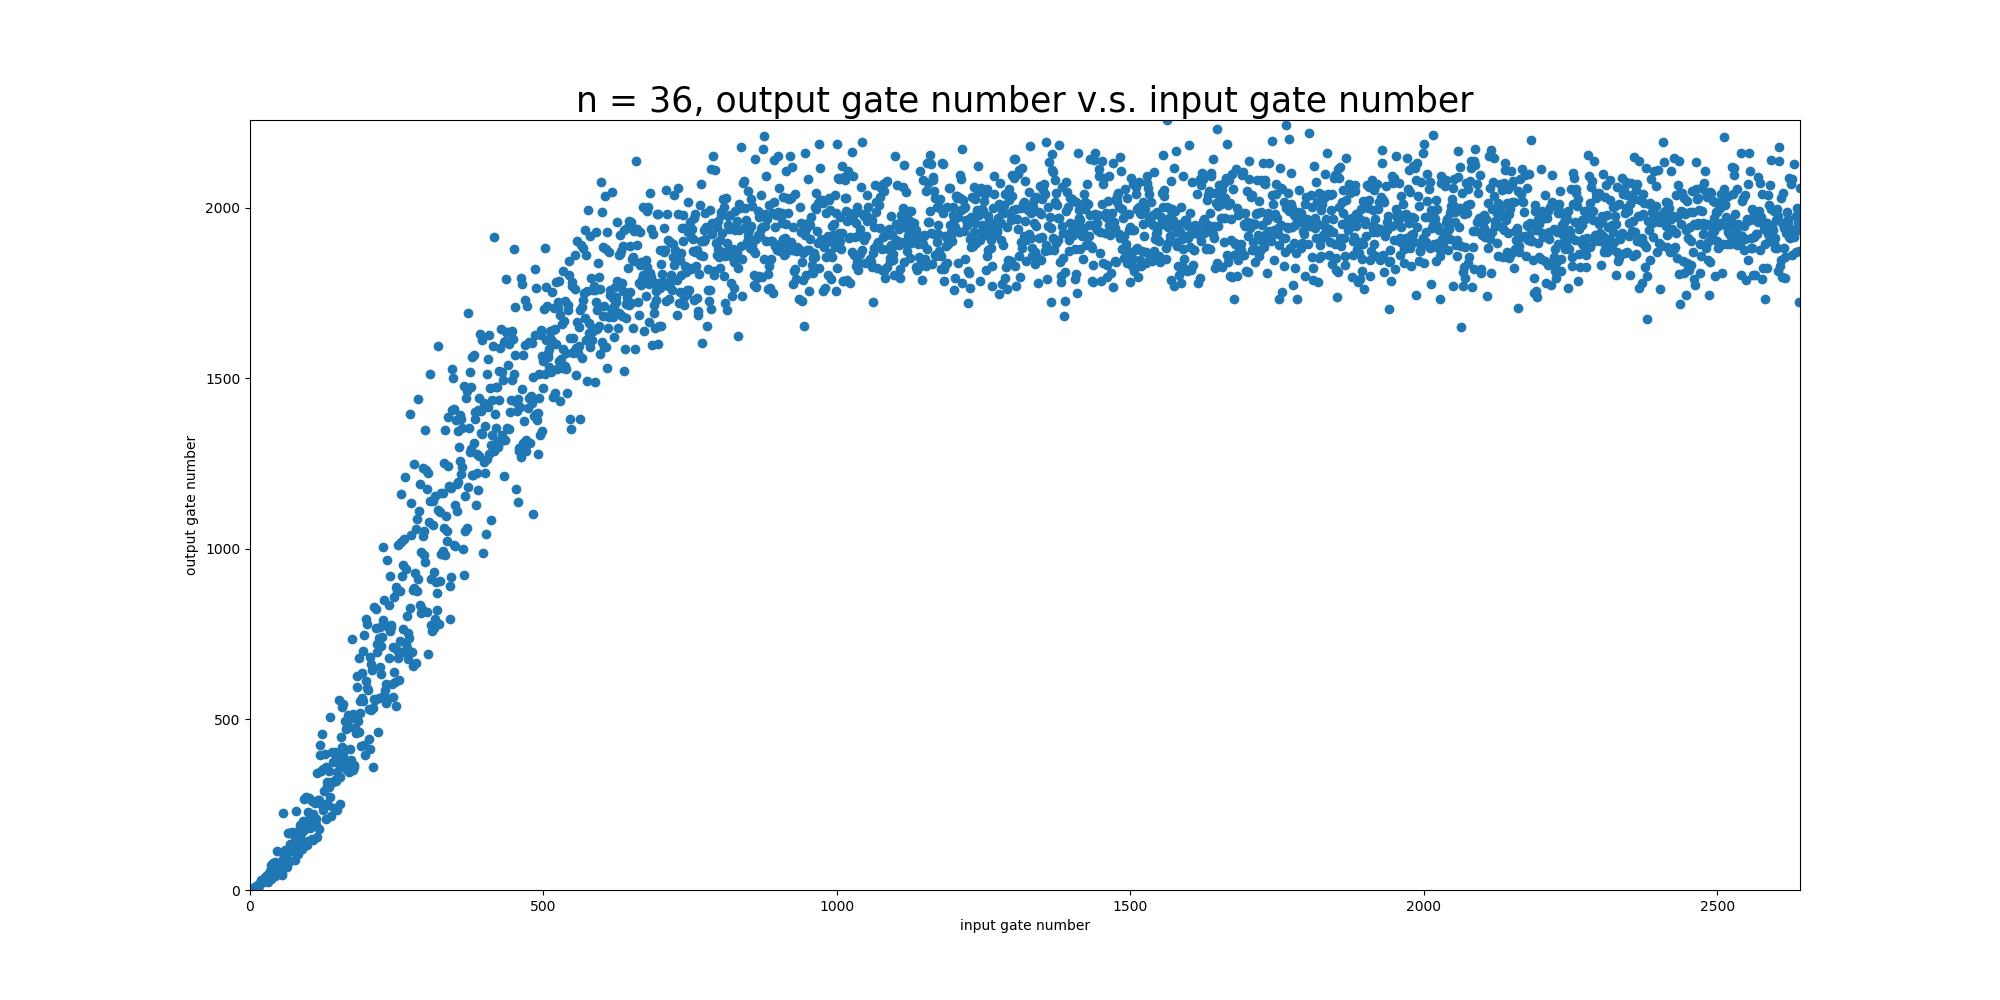 n = 36, output gate number v.s. input gate number
output gate number
2000
1500
1000
500
0
0 500 1000 1500 2000 2500
input gate number